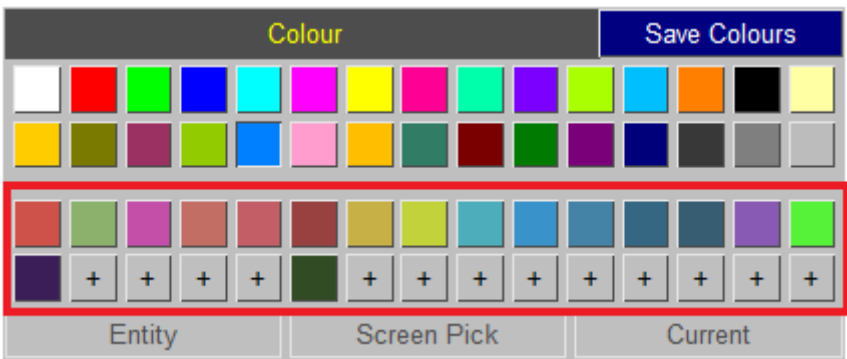 Colour Save Colours
+ + + + + + + + + + + + +
Entity Screen Pick Current